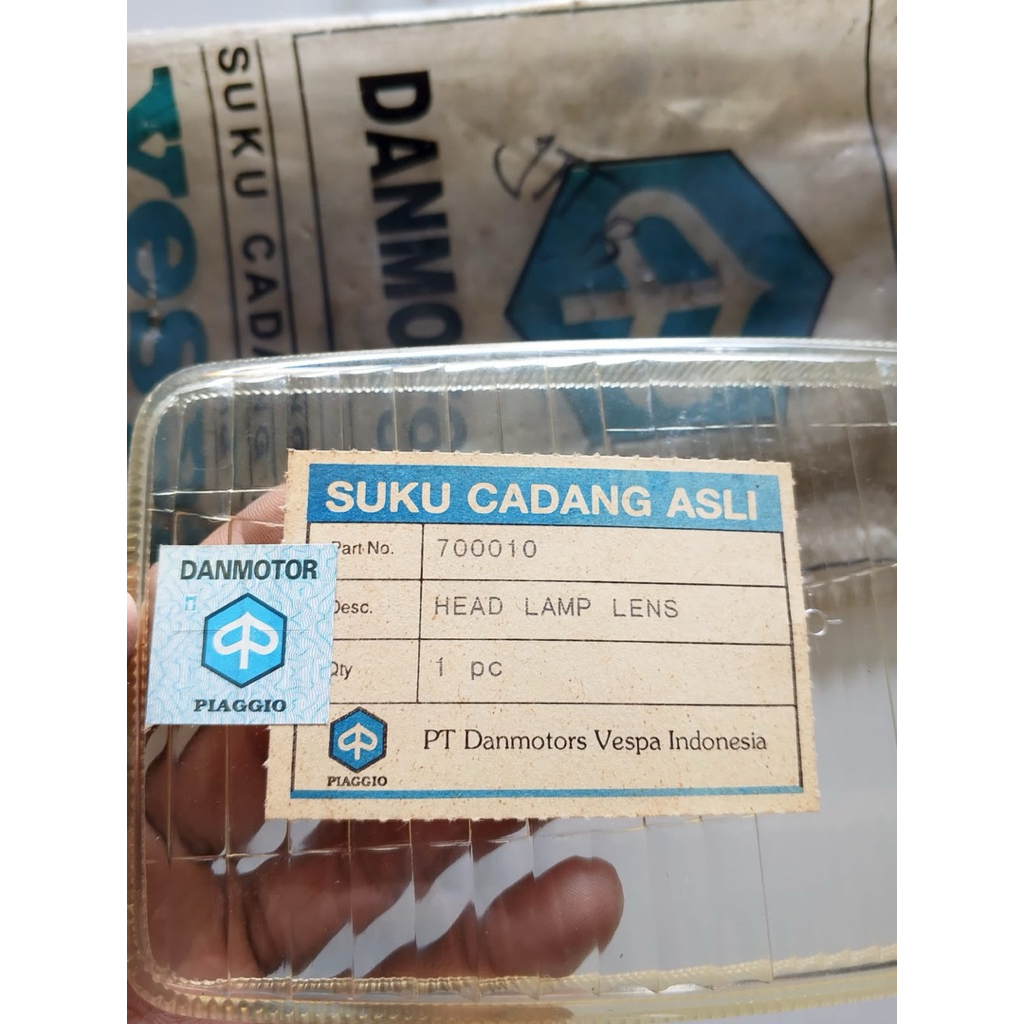 Ves
SUKU CADA
DANMO
SUKU CADANG ASLI
Part No. 700010
Desc. HEAD LAMP LENS
Qty 1 pc
PIAGGIO
PT Danmotors Vespa Indonesia
DANMOTOR
PIAGGIO